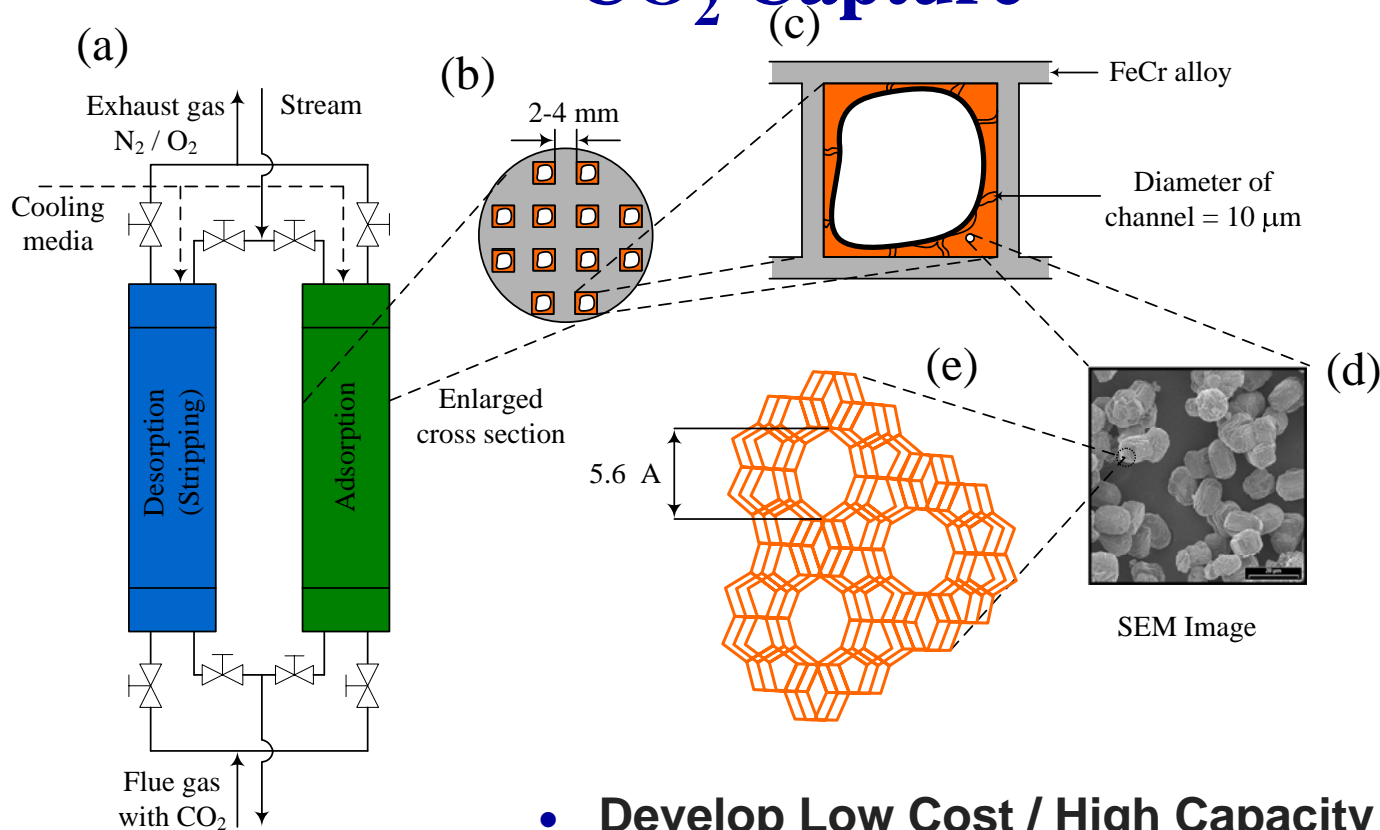 CO2 Capture
(a)
Exhaust gas
N2 / O2
Stream
Cooling
media
Desorption
(Stripping)
Adsorption
Flue gas
with CO2
(b)
2-4 mm
Enlarged
cross section
(c)
FeCr alloy
Diameter of
channel = 10 μm
(d)
SEM Image
(e)
5.6 A
• Develop Low Cost / High Capacity